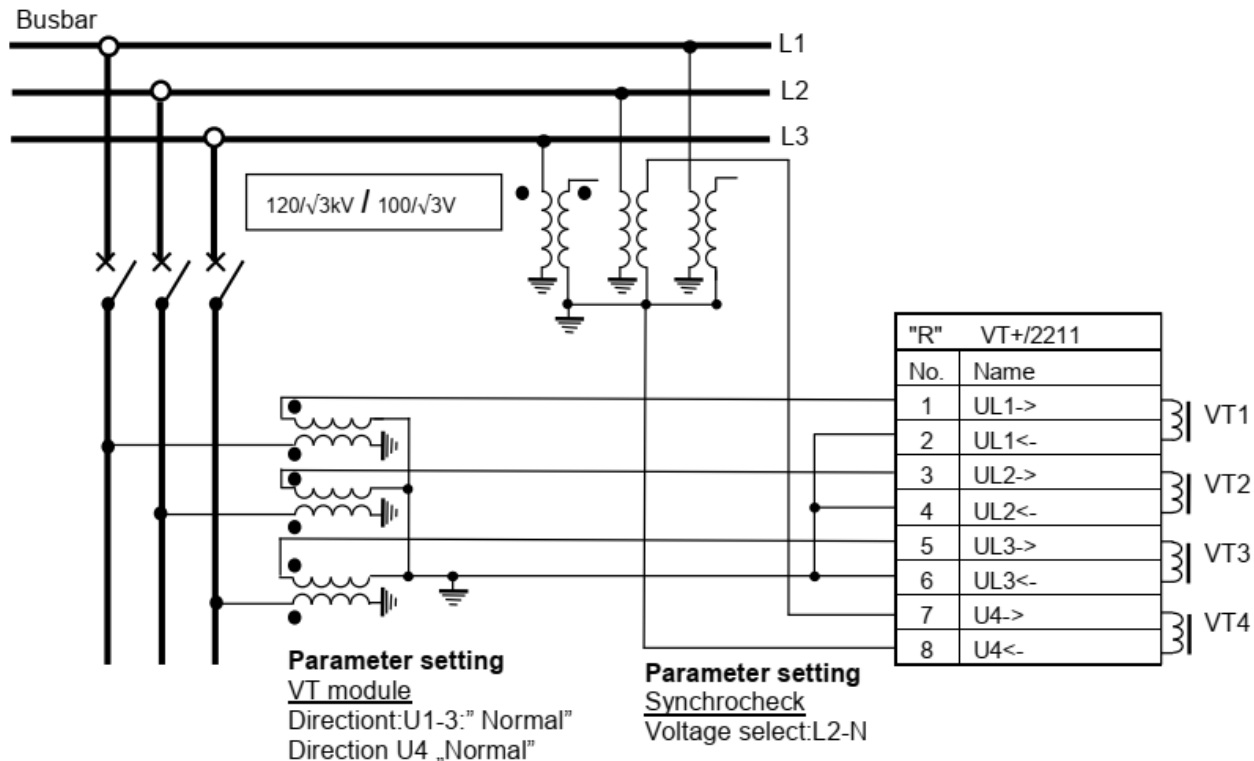 Busbar
L1
L2
L3
120/√3kV / 100/√3V
"R" VT+/2211
No. Name
1 UL1->
2 UL1<-
3 UL2->
4 UL2<-
5 UL3->
6 UL3<-
7 U4->
8 U4<-
VT1
VT2
VT3
VT4
Parameter setting
VT module
Directiont:U1-3:” Normal”
Direction U4 „Normal”
Parameter setting
Synchrocheck
Voltage select:L2-N